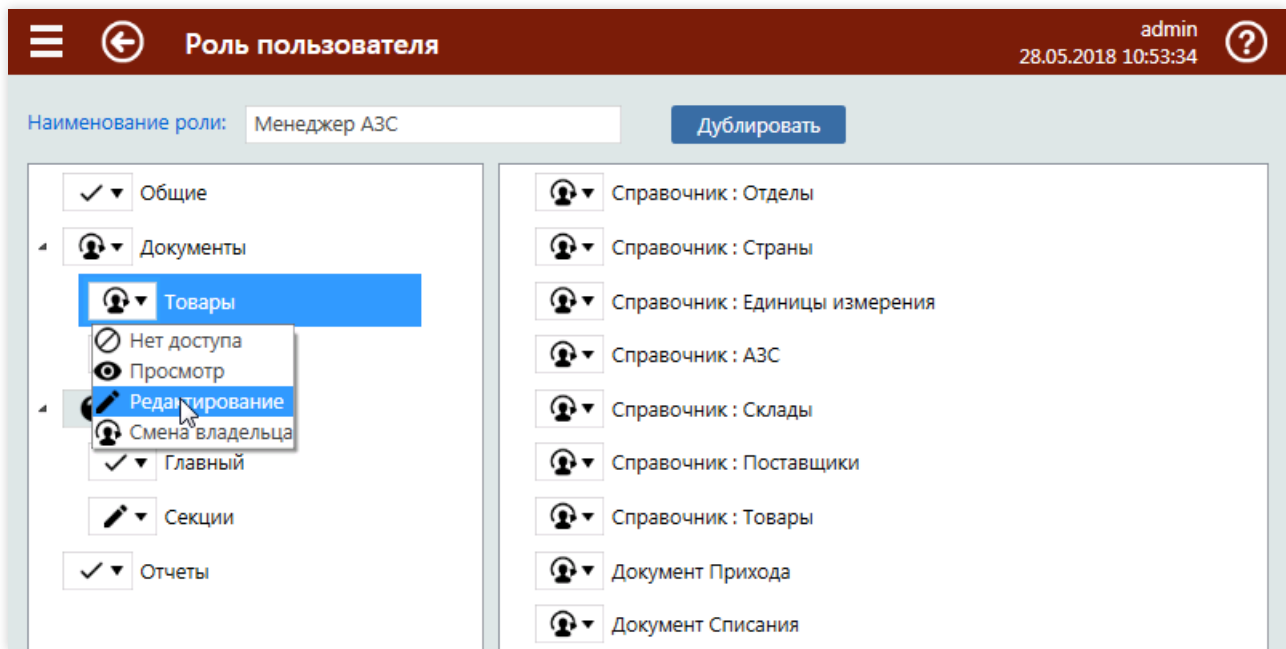 Роль пользователя
admin
28.05.2018 10:53:34
Наименование роли: Менеджер АЗС Дублировать
Общие
Документы
Товары
Нет доступа
Просмотр
Редактирование
Смена владельца
Главный
Секции
Отчеты
Справочник : Отделы
Справочник : Страны
Справочник : Единицы измерения
Справочник : АЗС
Справочник : Склады
Справочник : Поставщики
Справочник : Товары
Документ Прихода
Документ Списания